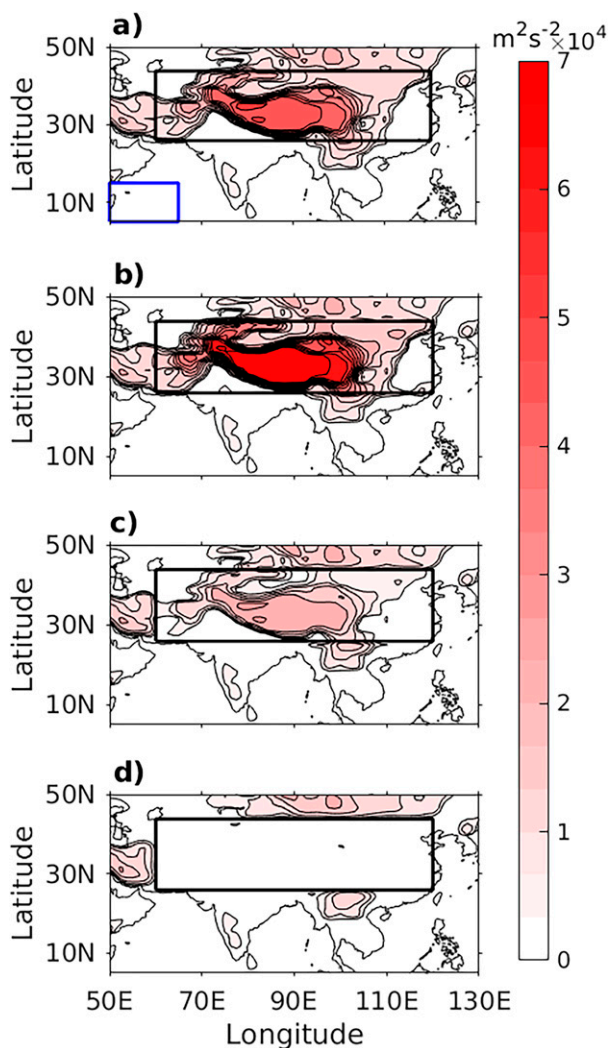 a)
m²s⁻²×10⁴
50N
30N
10N
Latitude
7
6
5
4
3
2
1
0
b)
50N
30N
10N
Latitude
c)
50N
30N
10N
Latitude
d)
50N
30N
10N
Latitude
50E 70E 90E 110E 130E
Longitude